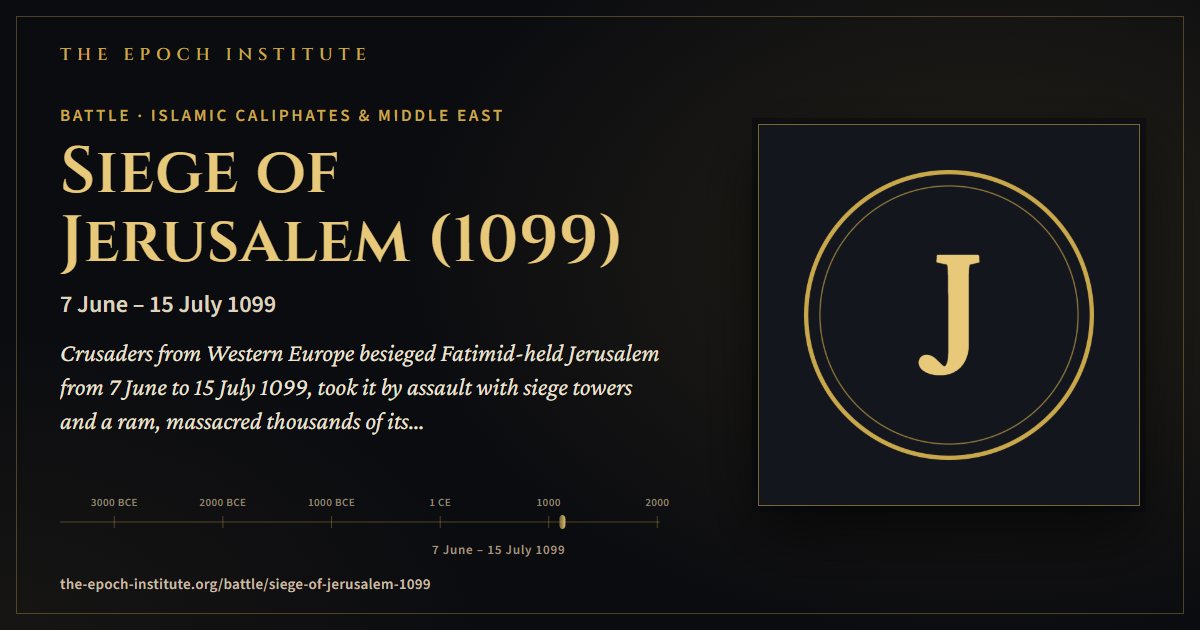 THE EPOCH INSTITUTE
BATTLE · ISLAMIC CALIPHATES & MIDDLE EAST
SIEGE OF
JERUSALEM (1099)
7 June – 15 July 1099
Crusaders from Western Europe besieged Fatimid-held Jerusalem
from 7 June to 15 July 1099, took it by assault with siege towers
and a ram, massacred thousands of its...
J
3000 BCE 2000 BCE 1000 BCE 1 CE 1000 2000
7 June – 15 July 1099
the-epoch-institute.org/battle/siege-of-jerusalem-1099